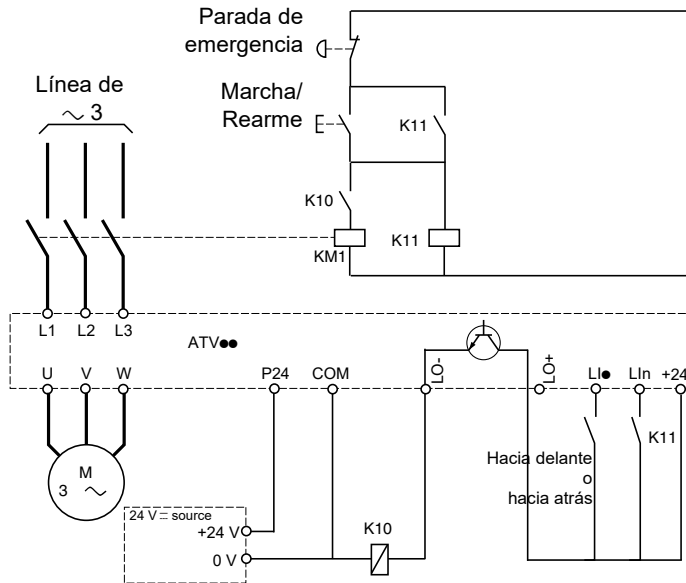 Parada de
emergencia
Línea de
~ 3
Marcha/
Rearme
K11
K10
KM1
K11
L1 L2 L3
ATV●●
U V W
P24 COM LO- LO+ LI● LIn +24
K11
Hacia delante
o
hacia atrás
M
3 ~
24 V ⎓ source
+24 V
0 V
K10